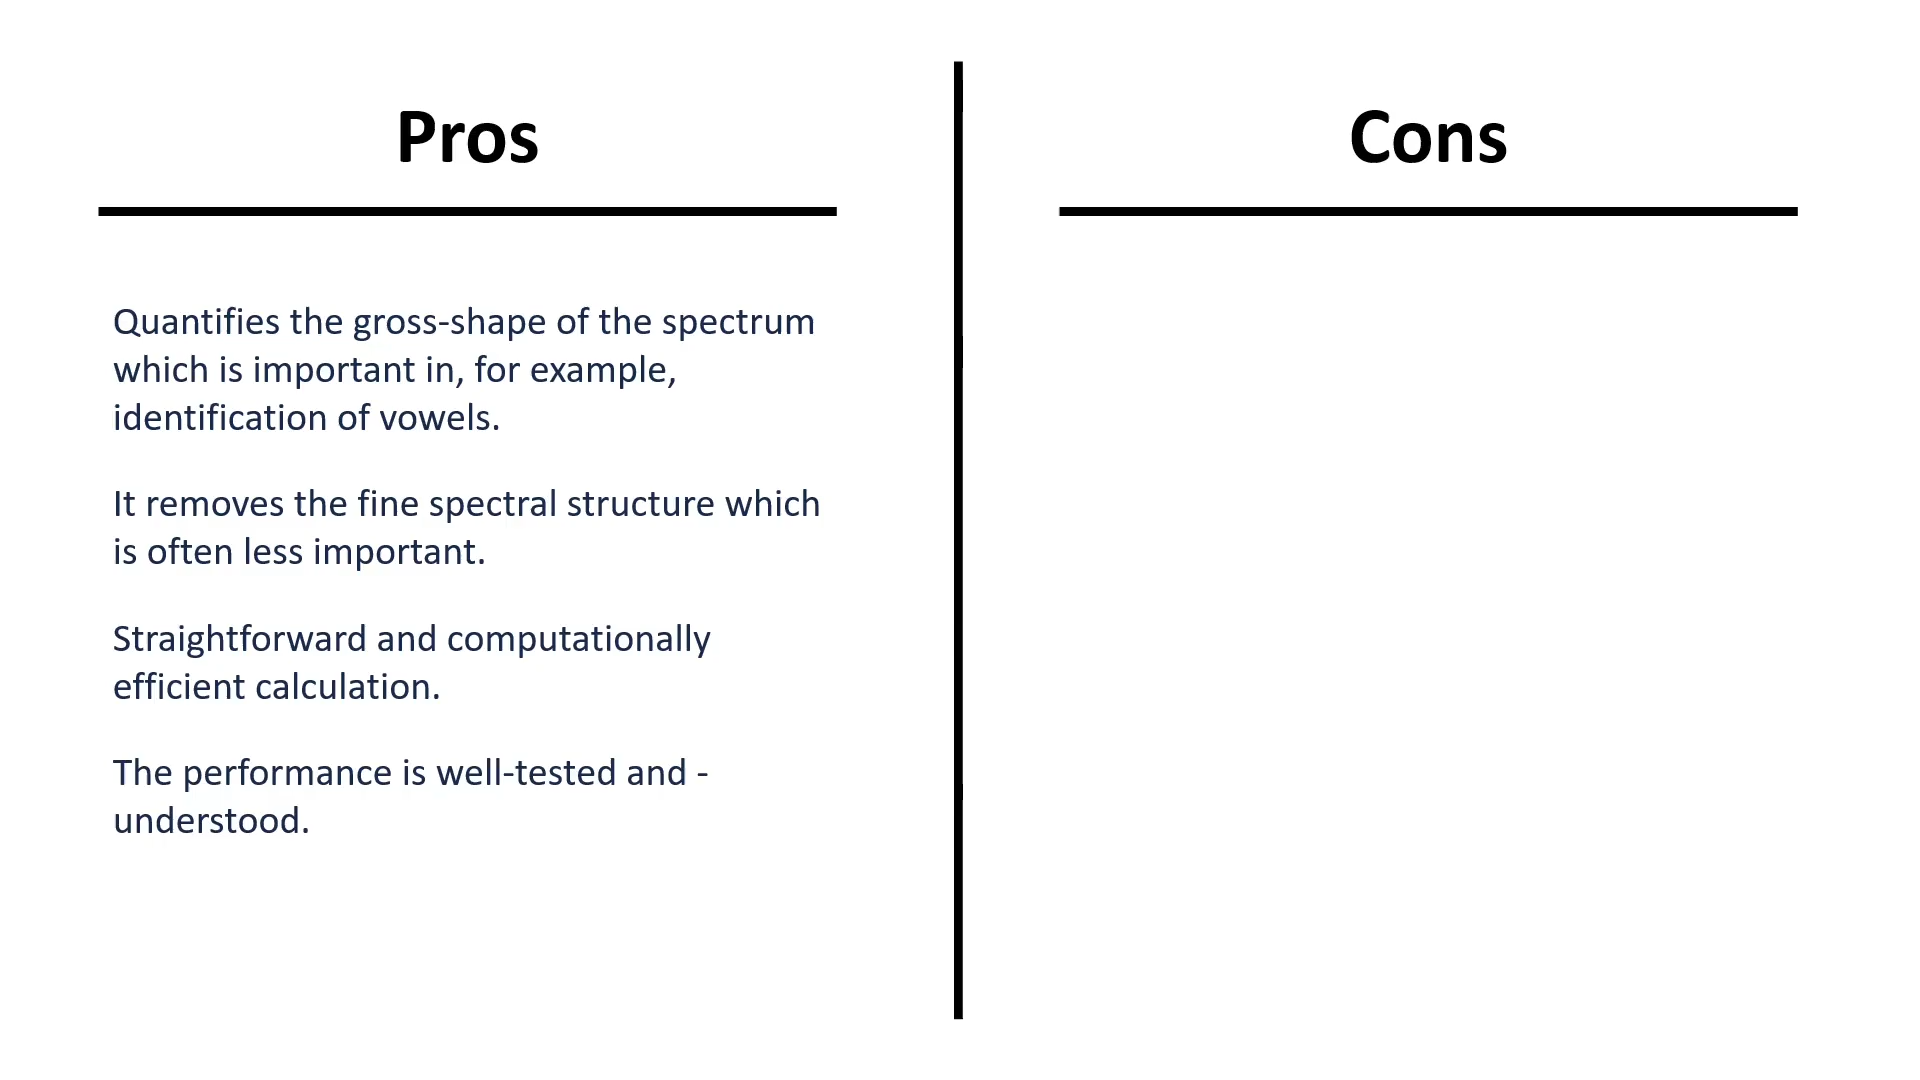 Pros
Quantifies the gross-shape of the spectrum
which is important in, for example,
identification of vowels.
It removes the fine spectral structure which
is often less important.
Straightforward and computationally
efficient calculation.
The performance is well-tested and -
understood.
Cons